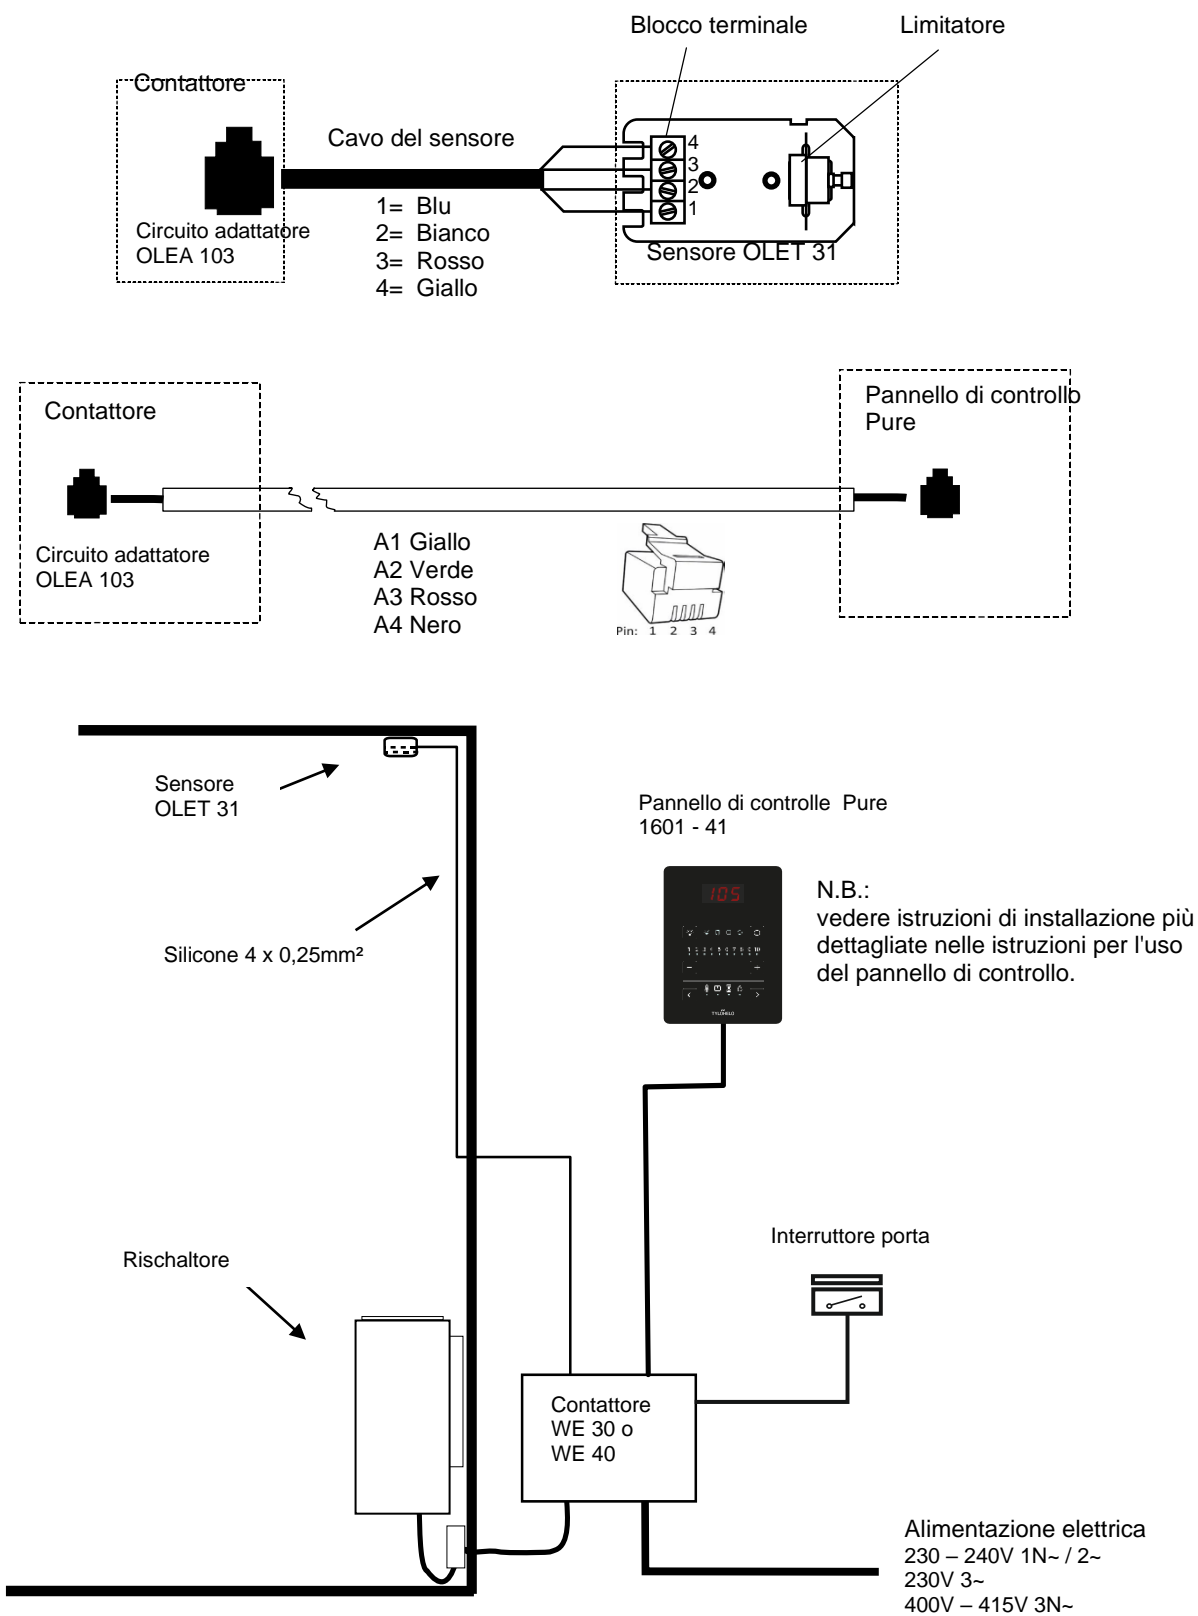 Blocco terminale
Limitatore
Contattore
Cavo del sensore
4
3
2
1
1= Blu
2= Bianco
3= Rosso
4= Giallo
Circuito adattatore
OLEA 103
Sensore OLET 31
Contattore
Pannello di controllo
Pure
Circuito adattatore
OLEA 103
A1 Giallo
A2 Verde
A3 Rosso
A4 Nero
Pin: 1 2 3 4
Sensore
OLET 31
Pannello di controlle Pure
1601 - 41
105
TYLÖHELO
N.B.:
vedere istruzioni di installazione più
dettagliate nelle istruzioni per l'uso
del pannello di controllo.
Silicone 4 x 0,25mm²
Interruttore porta
Rischaltore
Contattore
WE 30 o
WE 40
Alimentazione elettrica
230 – 240V 1N~ / 2~
230V 3~
400V – 415V 3N~